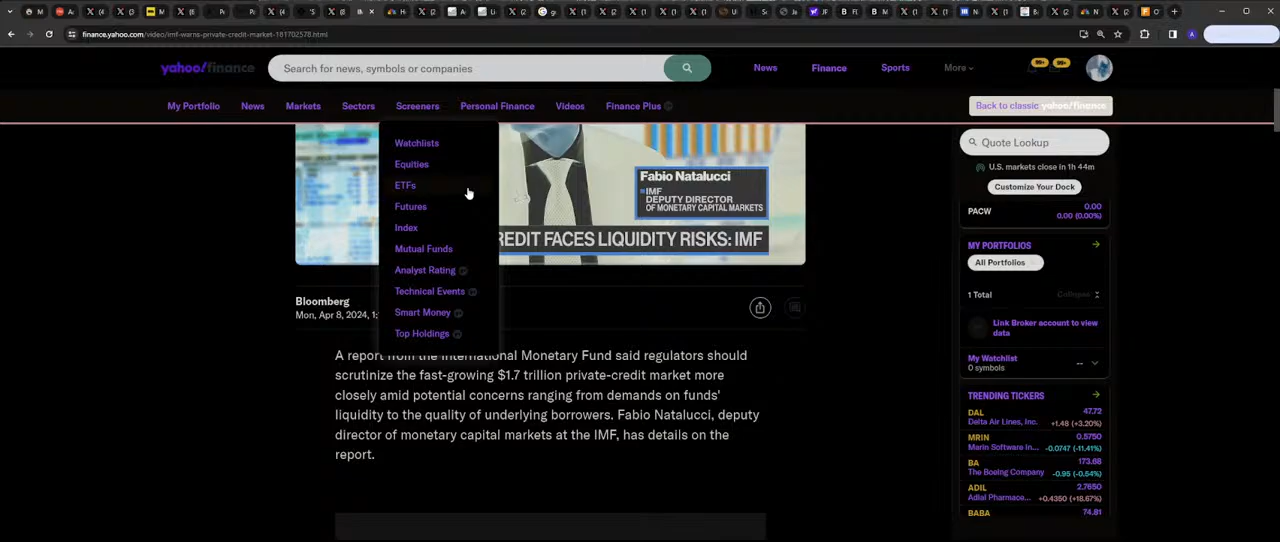 finance.yahoo.com/video/imf-warns-private-credit-market-161702578.html
yahoo/finance
Search for news, symbols or companies
News
Finance
Sports
More
99+
99+
My Portfolio
News
Markets
Sectors
Screeners
Personal Finance
Videos
Finance Plus
Back to classic yahoo/finance
Watchlists
Equities
ETFs
Futures
Index
Mutual Funds
Analyst Rating
Technical Events
Smart Money
Top Holdings
Fabio Natalucci
IMF
DEPUTY DIRECTOR
OF MONETARY CAPITAL MARKETS
CREDIT FACES LIQUIDITY RISKS: IMF
Bloomberg
Mon, Apr 8, 2024, 1:
A report from the International Monetary Fund said regulators should
scrutinize the fast-growing $1.7 trillion private-credit market more
closely amid potential concerns ranging from demands on funds'
liquidity to the quality of underlying borrowers. Fabio Natalucci, deputy
director of monetary capital markets at the IMF, has details on the
report.
Quote Lookup
U.S. markets close in 1h 44m
Customize Your Dock
PACW
0.00
0.00 (0.00%)
MY PORTFOLIOS
All Portfolios
1 Total
Collapse
Link Broker account to view
data
My Watchlist
--
0 symbols
TRENDING TICKERS
DAL
47.72
Delta Air Lines, Inc.
+1.48 (+3.20%)
MRIN
0.5750
Marin Software In...
-0.0747 (-11.41%)
BA
173.68
The Boeing Company
-0.95 (-0.54%)
ADIL
2.7650
Adial Pharmace...
+0.4350 (+18.67%)
BABA
74.81